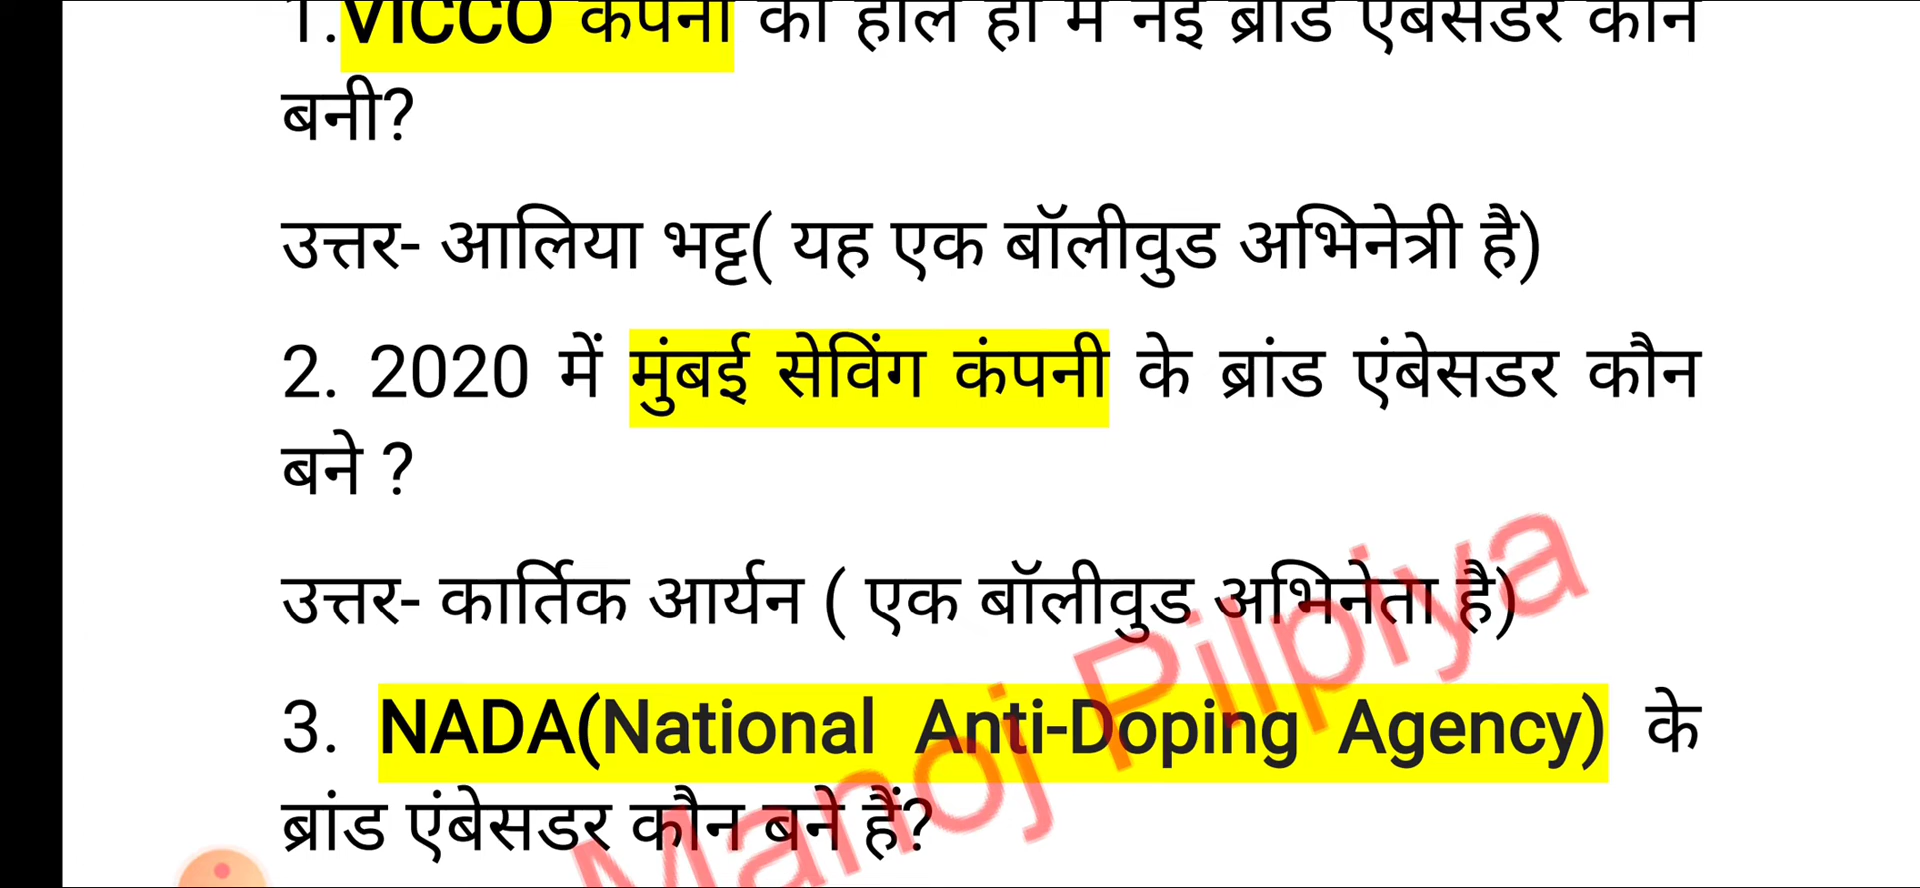 1.VICCO कंपनी की हाल ही में नई ब्रांड एंबेसडर कौन
बनी?
उत्तर- आलिया भट्ट( यह एक बॉलीवुड अभिनेत्री है)
2. 2020 में मुंबई सेविंग कंपनी के ब्रांड एंबेसडर कौन
बने ?
उत्तर- कार्तिक आर्यन ( एक बॉलीवुड अभिनेता है)
3. NADA(National Anti-Doping Agency) के
ब्रांड एंबेसडर कौन बने हैं?
Manoj Pilpiya